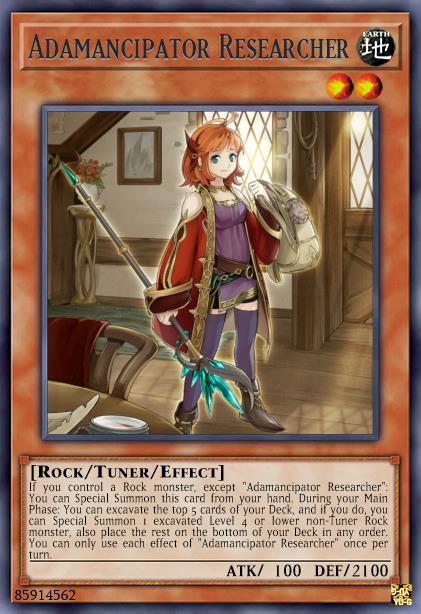 ADAMANCIPATOR RESEARCHER
EARTH
地
[ROCK/TUNER/EFFECT]
If you control a Rock monster, except "Adamancipator Researcher":
You can Special Summon this card from your hand. During your Main
Phase: You can excavate the top 5 cards of your Deck, and if you do, you
can Special Summon 1 excavated Level 4 or lower non-Tuner Rock
monster, also place the rest on the bottom of your Deck in any order.
You can only use each effect of "Adamancipator Researcher" once per
turn.
ATK/ 100 DEF/2100
85914562